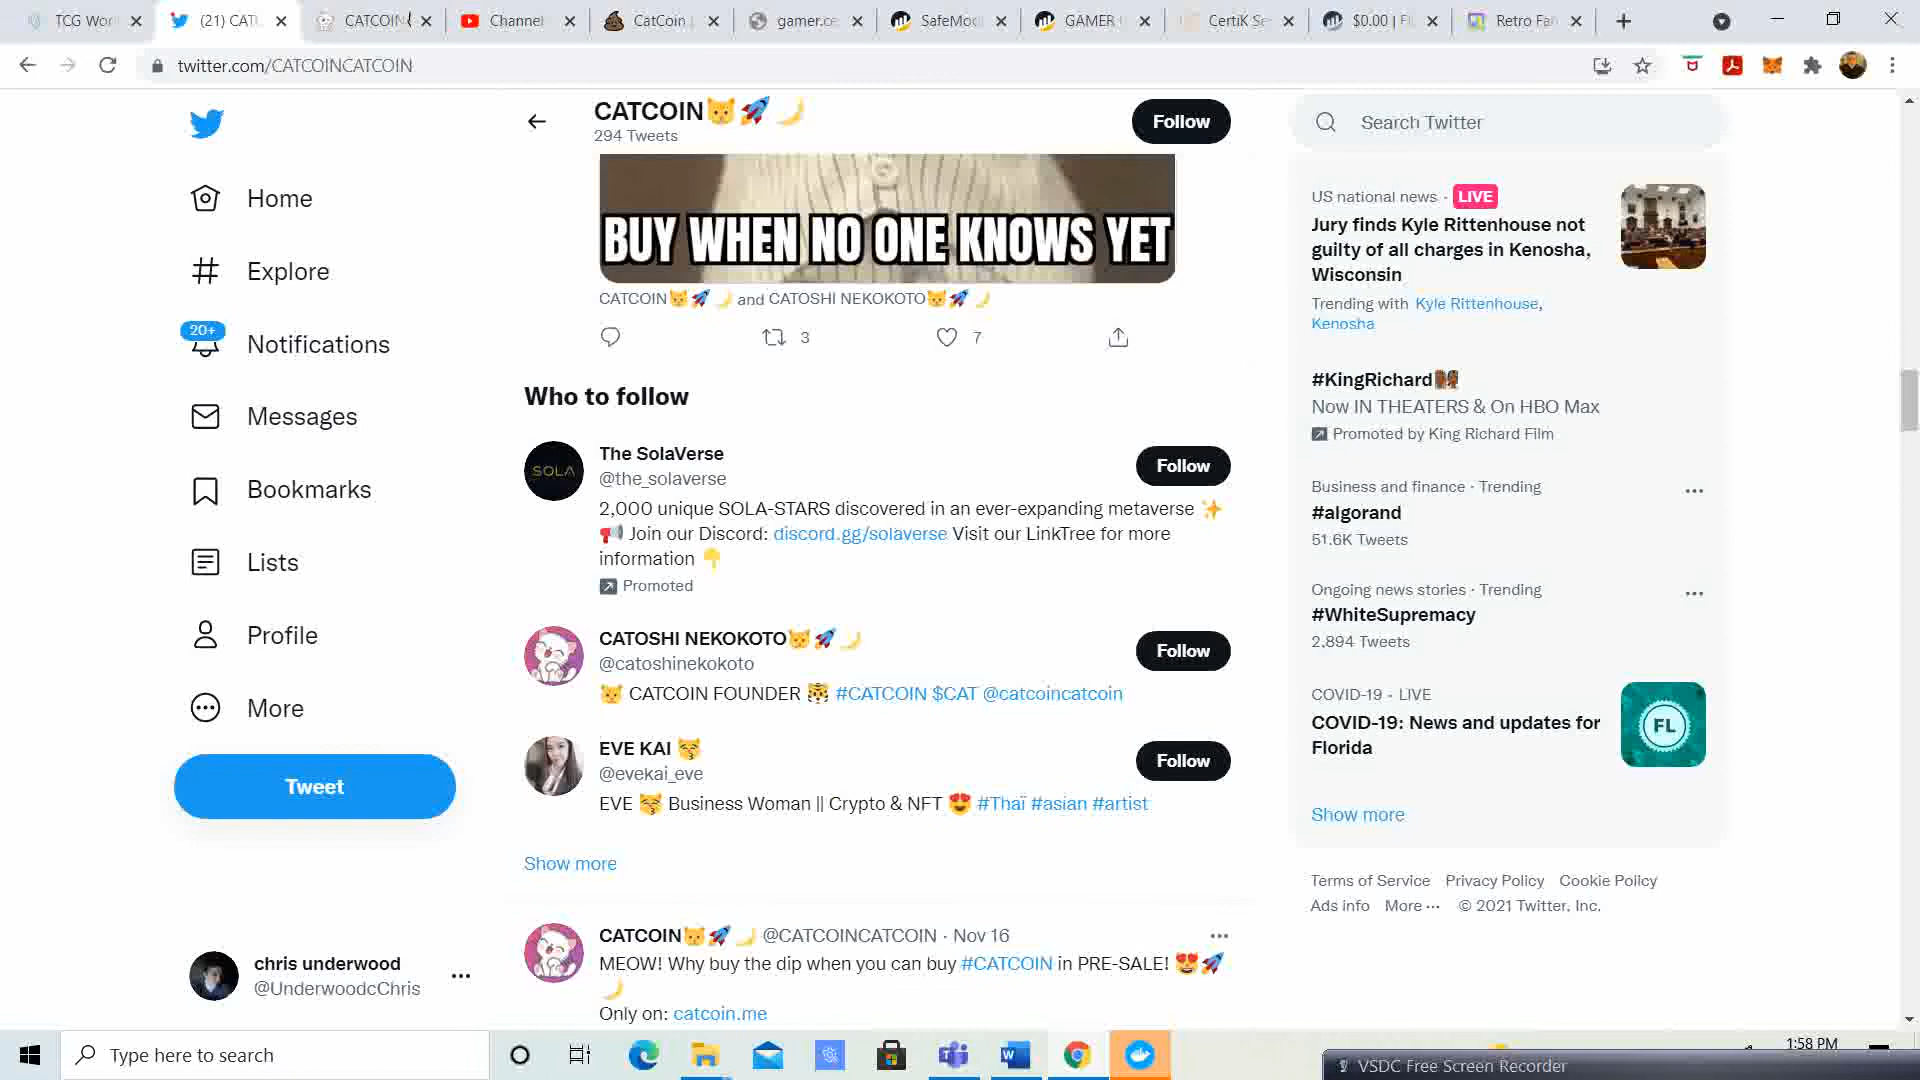 TCG Wor
(21) CAT
CATCOIN
Channel
CatCoin
gamer.ce
SafeMoo
GAMER
CertiK Se
$0.00 | F
Retro Fa
twitter.com/CATCOINCATCOIN
CATCOIN🐱🚀🌙
294 Tweets
Follow
Search Twitter
Home
Explore
20+
Notifications
Messages
Bookmarks
Lists
Profile
More
Tweet
chris underwood
@UnderwoodcChris
BUY WHEN NO ONE KNOWS YET
CATCOIN🐱🚀🌙 and CATOSHI NEKOKOTO🐱🚀🌙
3
7
Who to follow
SOLA
The SolaVerse
@the_solaverse
Follow
2,000 unique SOLA-STARS discovered in an ever-expanding metaverse ✨
📢 Join our Discord: discord.gg/solaverse Visit our LinkTree for more
information 👇
Promoted
CATOSHI NEKOKOTO🐱🚀🌙
@catoshinekokoto
Follow
🐱 CATCOIN FOUNDER 🐯 #CATCOIN $CAT @catcoincatcoin
EVE KAI 😽
@evekai_eve
Follow
EVE 😽 Business Woman || Crypto & NFT 😍 #Thaï #asian #artist
Show more
CATCOIN🐱🚀🌙 @CATCOINCATCOIN · Nov 16
MEOW! Why buy the dip when you can buy #CATCOIN in PRE-SALE! 😻🚀
🌙
Only on: catcoin.me
US national news · LIVE
Jury finds Kyle Rittenhouse not
guilty of all charges in Kenosha,
Wisconsin
Trending with Kyle Rittenhouse,
Kenosha
#KingRichard
Now IN THEATERS & On HBO Max
Promoted by King Richard Film
Business and finance · Trending
#algorand
51.6K Tweets
Ongoing news stories · Trending
#WhiteSupremacy
2,894 Tweets
COVID-19 · LIVE
COVID-19: News and updates for
Florida
FL
Show more
Terms of Service Privacy Policy Cookie Policy
Ads info More ··· © 2021 Twitter, Inc.
Type here to search
1:58 PM
VSDC Free Screen Recorder